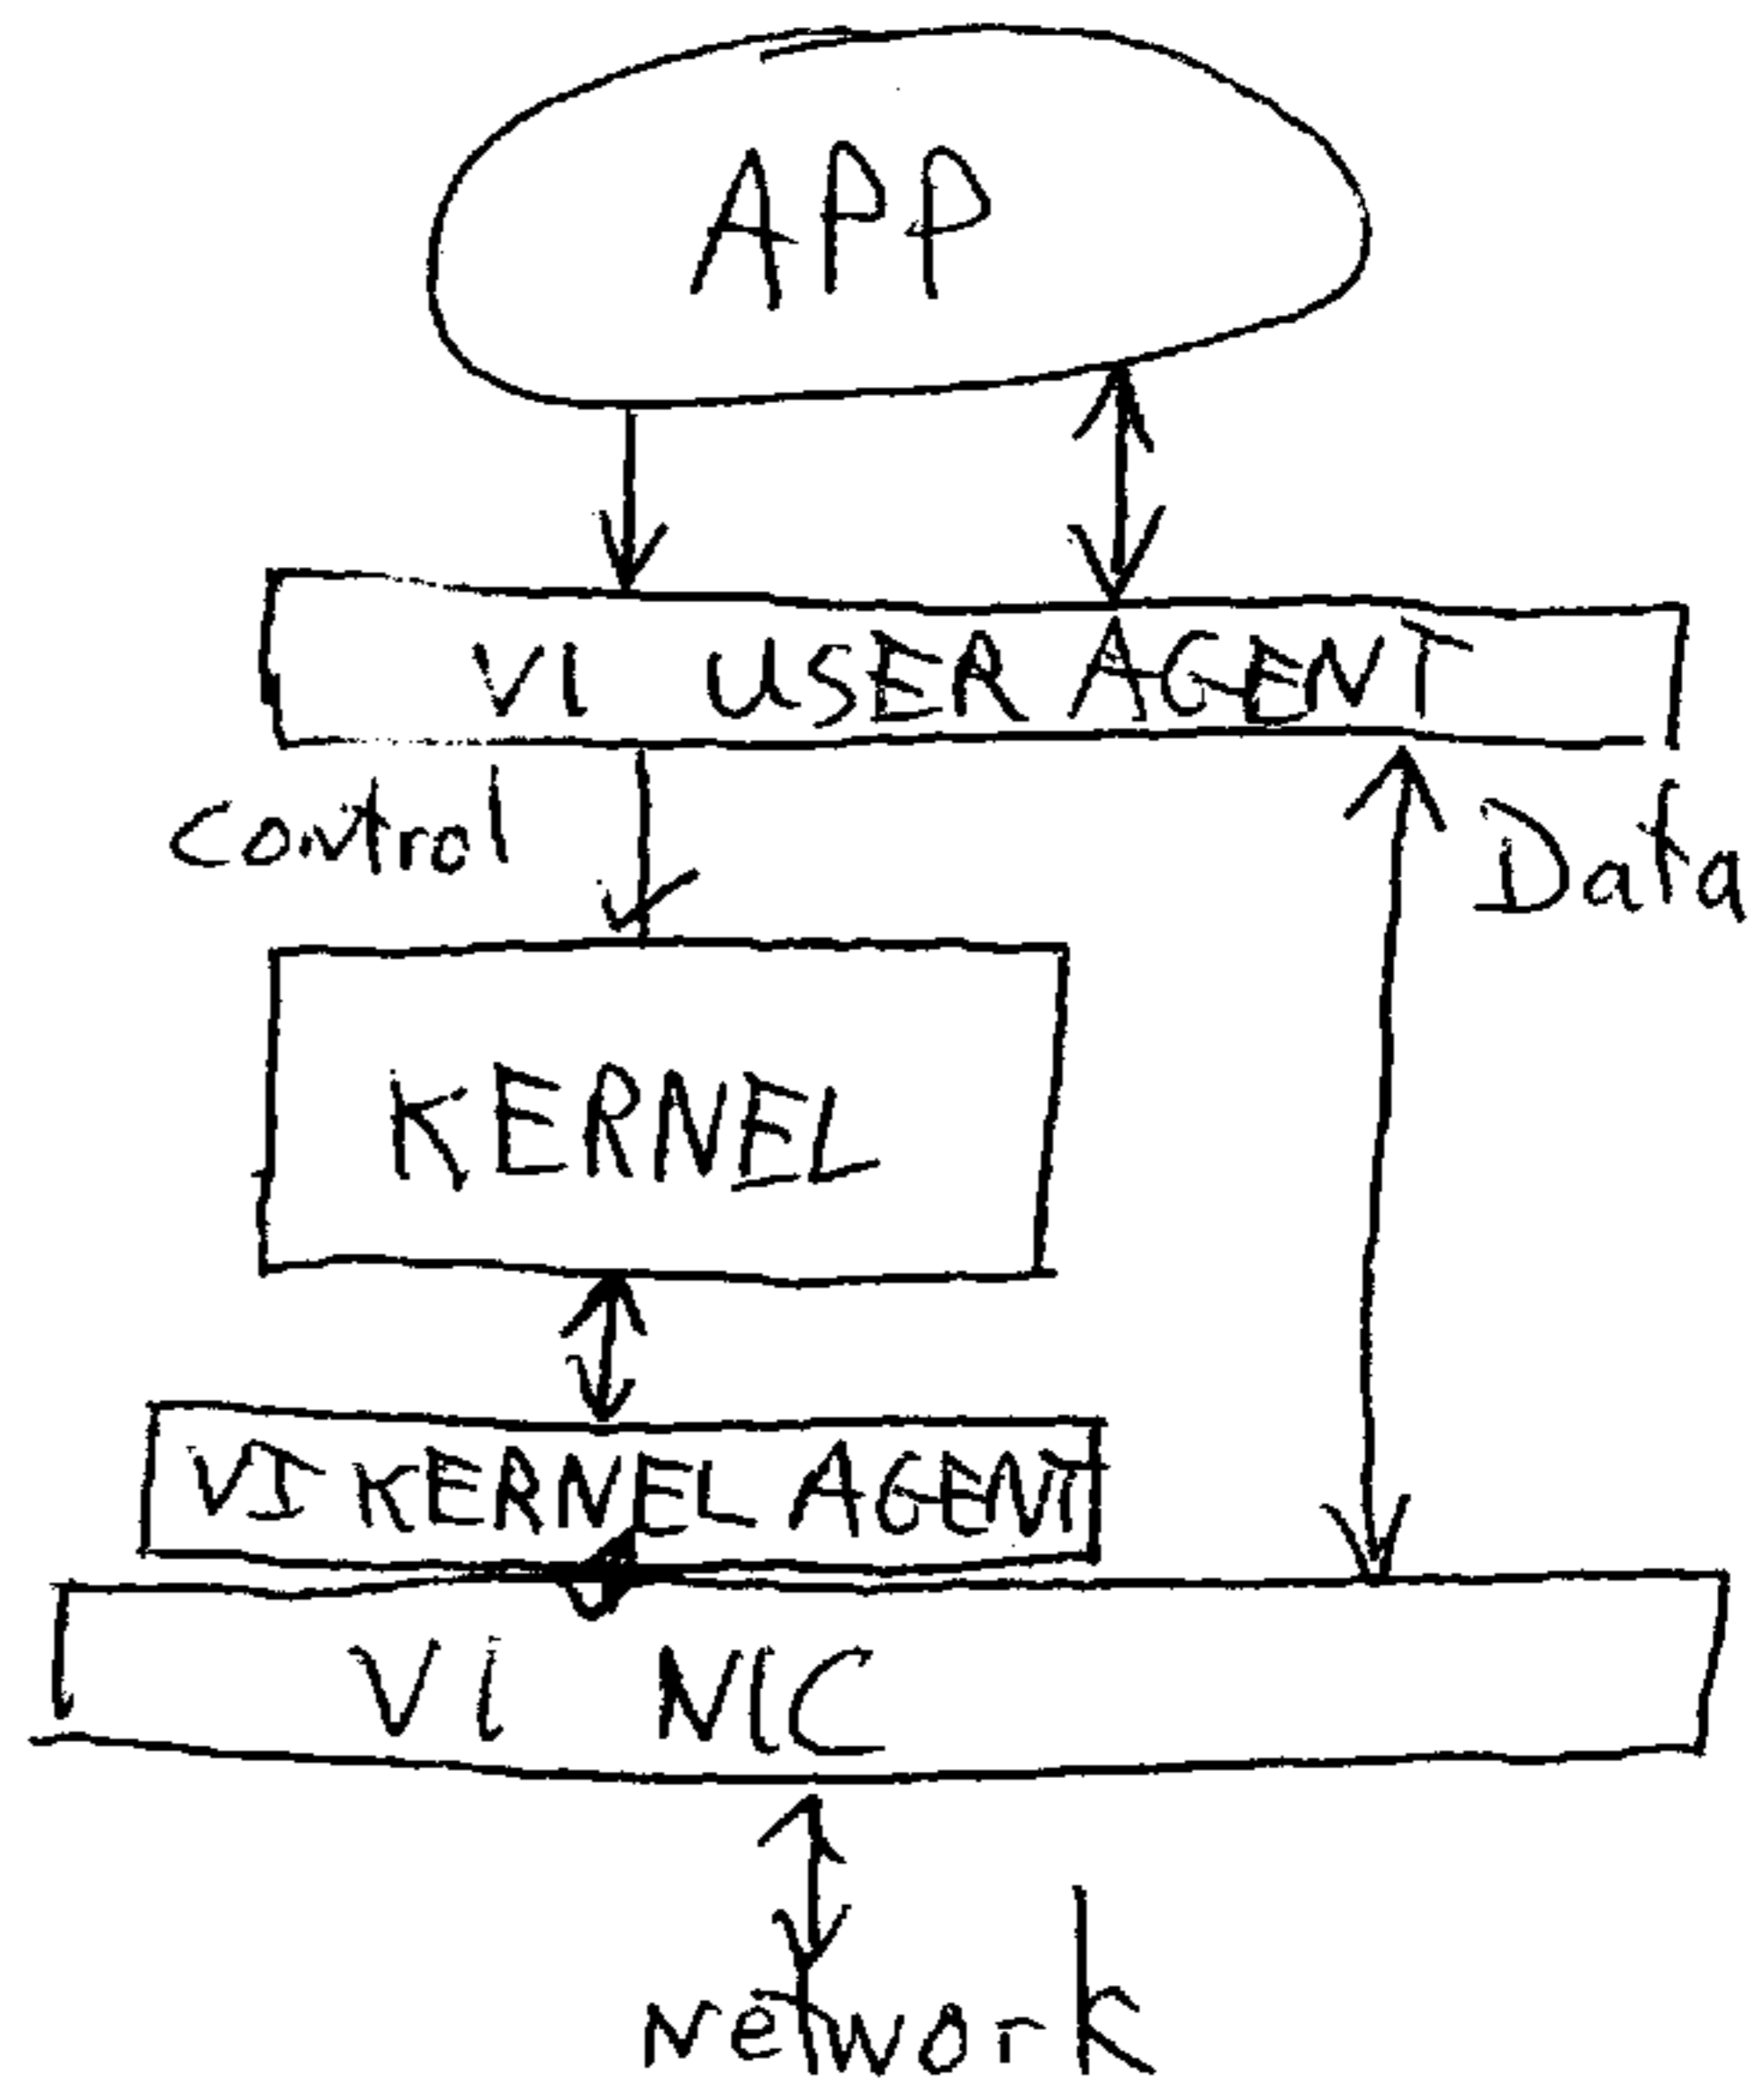 APP
VI USER AGENT
Control
Data
KERNEL
VI KERNEL AGENT
Vi NIC
Network